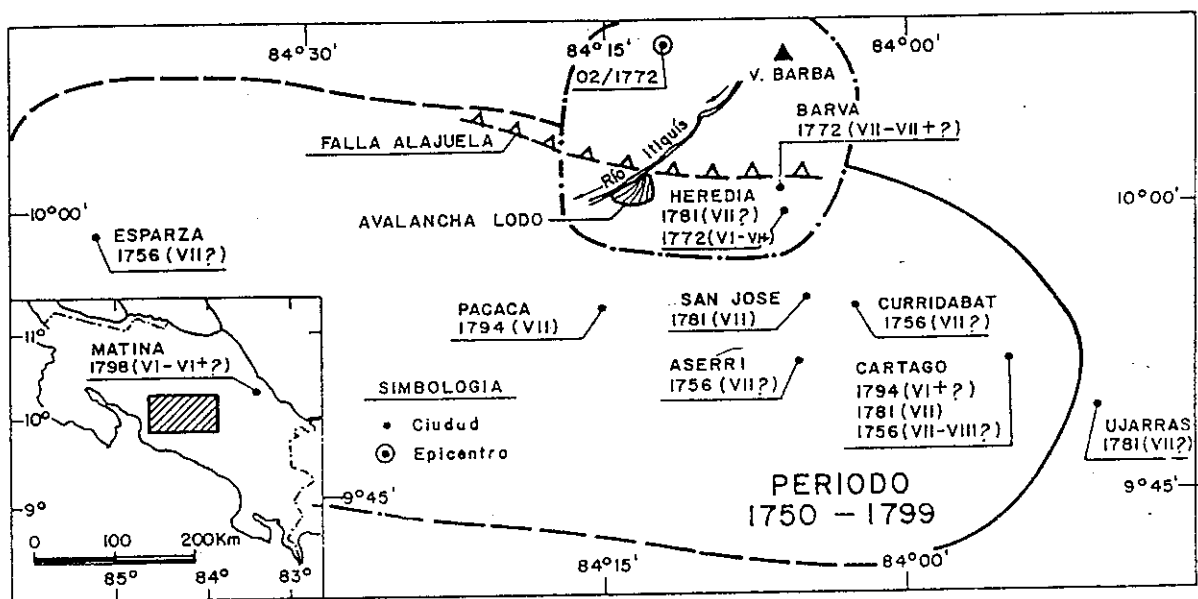 84°30'
84°15'
84°00'
02/1772
V. BARBA
BARVA
1772 (VII-VII+?)
FALLA ALAJUELA
Río Itiquís
AVALANCHA LODO
HEREDIA
1781 (VII?)
1772 (VI-VII)
10°00'
10°00'
ESPARZA
1756 (VII?)
PACACA
1794 (VII)
SAN JOSE
1781 (VII)
CURRIDABAT
1756 (VII?)
ASERRI
1756 (VII?)
CARTAGO
1794 (VI+?)
1781 (VII)
1756 (VII-VIII?)
UJARRAS
1781 (VII?)
SIMBOLOGIA
Ciudad
Epicentro
11°
MATINA
1798 (VI-VI+?)
10°
9°
0 100 200Km
85° 84° 83°
9°45'
9°45'
PERIODO
1750 - 1799
84°15'
84°00'